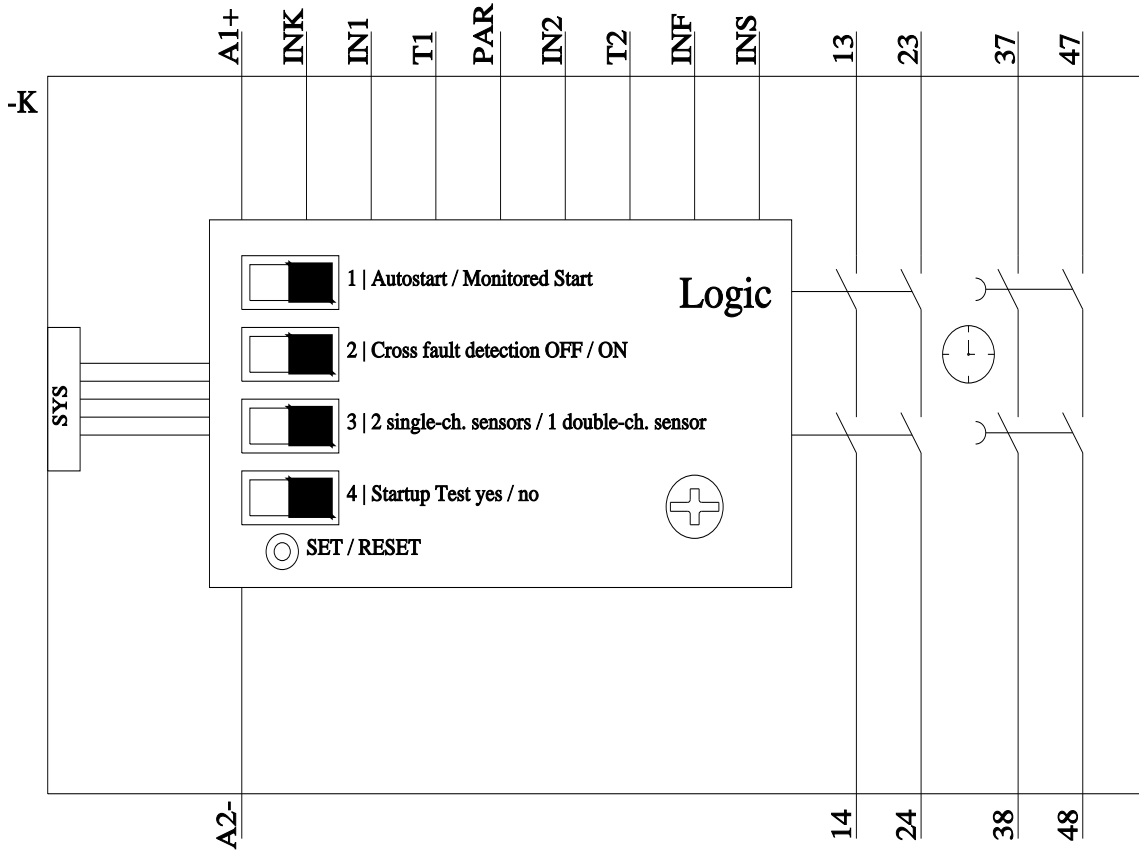 A1+ INK IN1 T1 PAR IN2 T2 INF INS 13 23 37 47
-K
1 | Autostart / Monitored Start
Logic
2 | Cross fault detection OFF / ON
SYS
3 | 2 single-ch. sensors / 1 double-ch. sensor
4 | Startup Test yes / no
SET / RESET
A2- 14 24 38 48